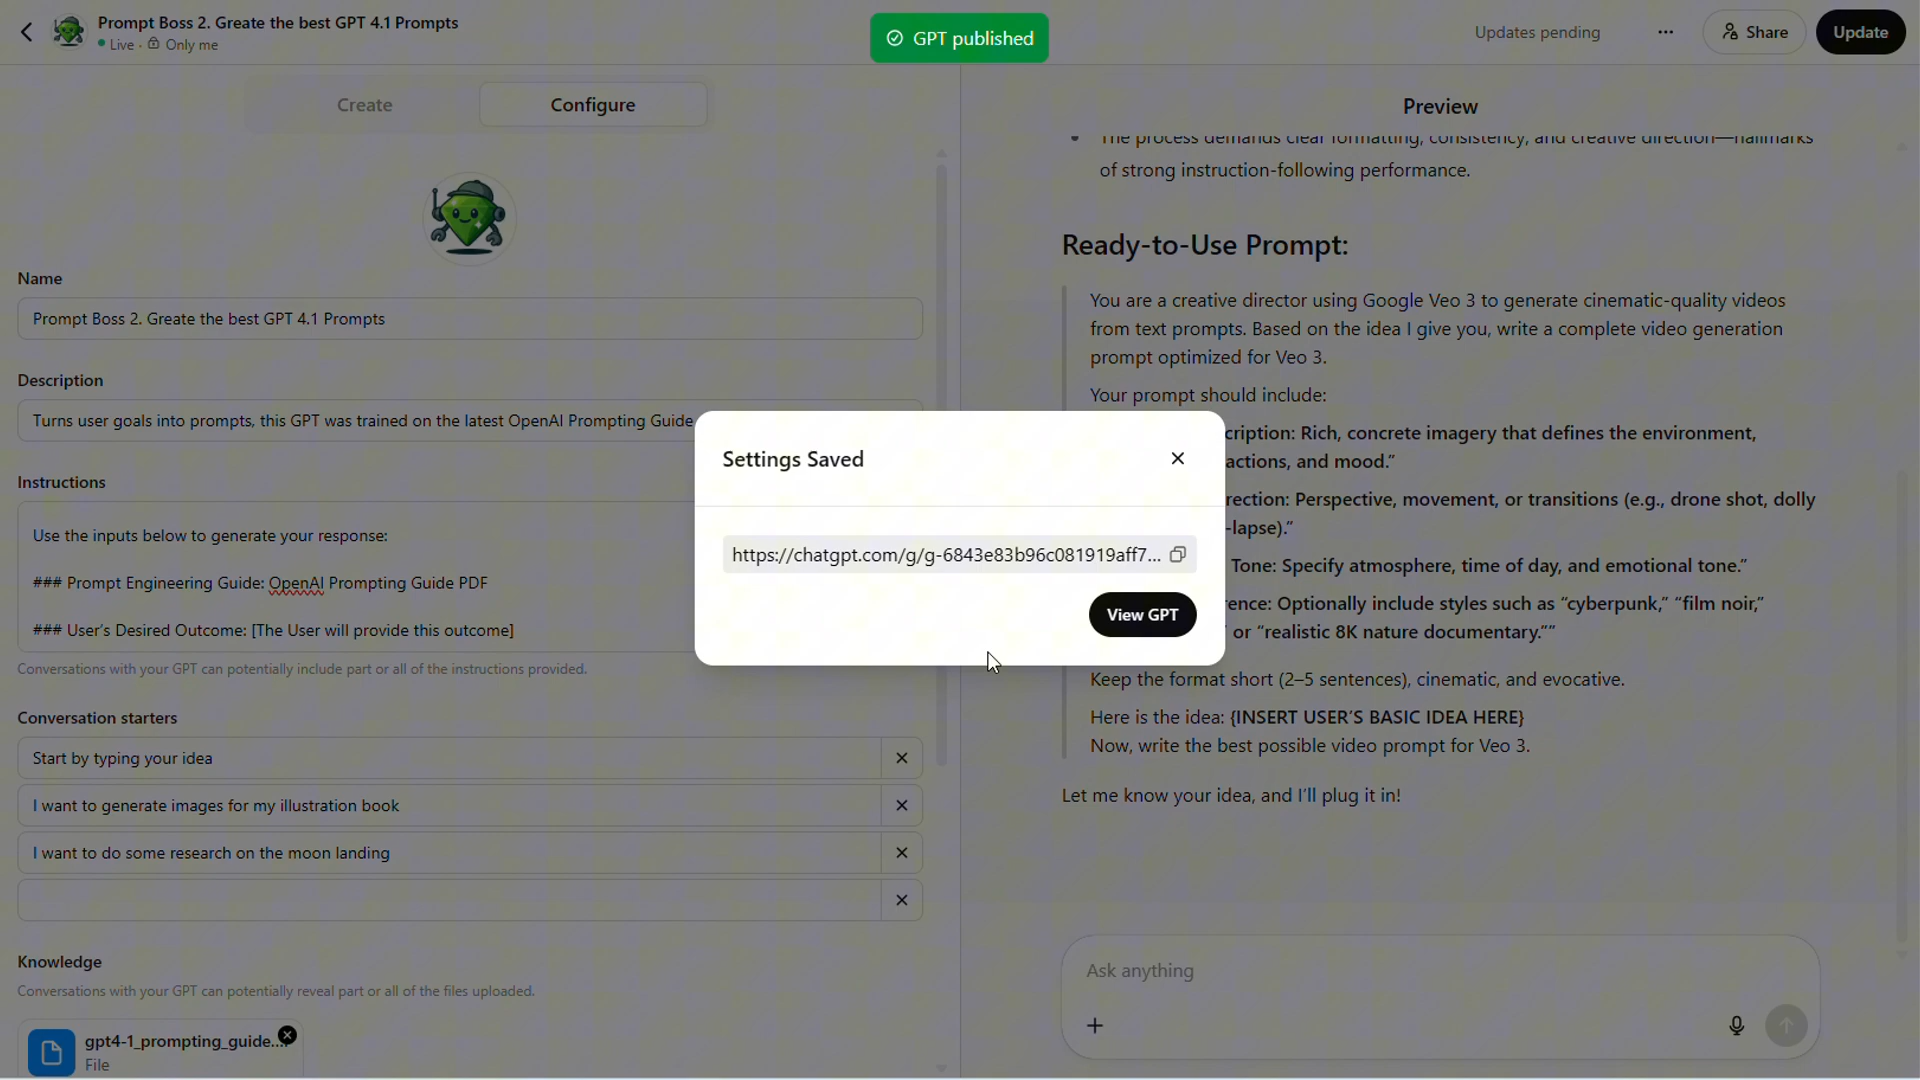 Prompt Boss 2. Greate the best GPT 4.1 Prompts
Live · Only me
GPT published
Updates pending
Share
Update
Create
Configure
Name
Prompt Boss 2. Greate the best GPT 4.1 Prompts
Description
Turns user goals into prompts, this GPT was trained on the latest OpenAI Prompting Guide
Instructions
Use the inputs below to generate your response:
### Prompt Engineering Guide: OpenAI Prompting Guide PDF
### User's Desired Outcome: [The User will provide this outcome]
Conversations with your GPT can potentially include part or all of the instructions provided.
Conversation starters
Start by typing your idea
I want to generate images for my illustration book
I want to do some research on the moon landing
Knowledge
Conversations with your GPT can potentially reveal part or all of the files uploaded.
gpt4-1_prompting_guide....
File
Settings Saved
https://chatgpt.com/g/g-6843e83b96c081919aff7...
View GPT
Preview
The process demands clear formatting, consistency, and creative direction—hallmarks
of strong instruction-following performance.
Ready-to-Use Prompt:
You are a creative director using Google Veo 3 to generate cinematic-quality videos
from text prompts. Based on the idea I give you, write a complete video generation
prompt optimized for Veo 3.
Your prompt should include:
cription: Rich, concrete imagery that defines the environment,
actions, and mood.”
rection: Perspective, movement, or transitions (e.g., drone shot, dolly
-lapse).”
Tone: Specify atmosphere, time of day, and emotional tone.”
rence: Optionally include styles such as “cyberpunk,” “film noir,”
or “realistic 8K nature documentary.””
Keep the format short (2–5 sentences), cinematic, and evocative.
Here is the idea: {INSERT USER’S BASIC IDEA HERE}
Now, write the best possible video prompt for Veo 3.
Let me know your idea, and I’ll plug it in!
Ask anything